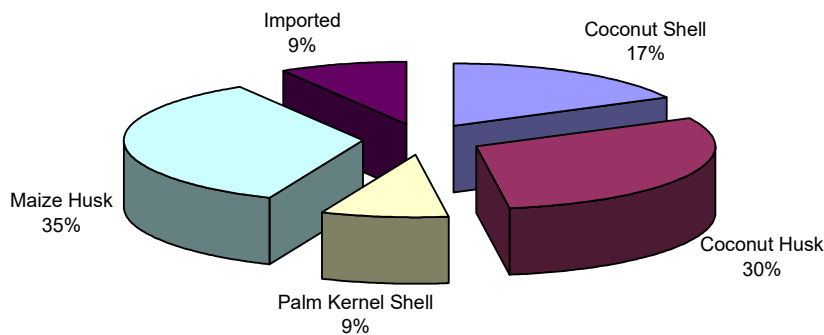 Imported
9%
Coconut Shell
17%
Maize Husk
35%
Coconut Husk
30%
Palm Kernel Shell
9%